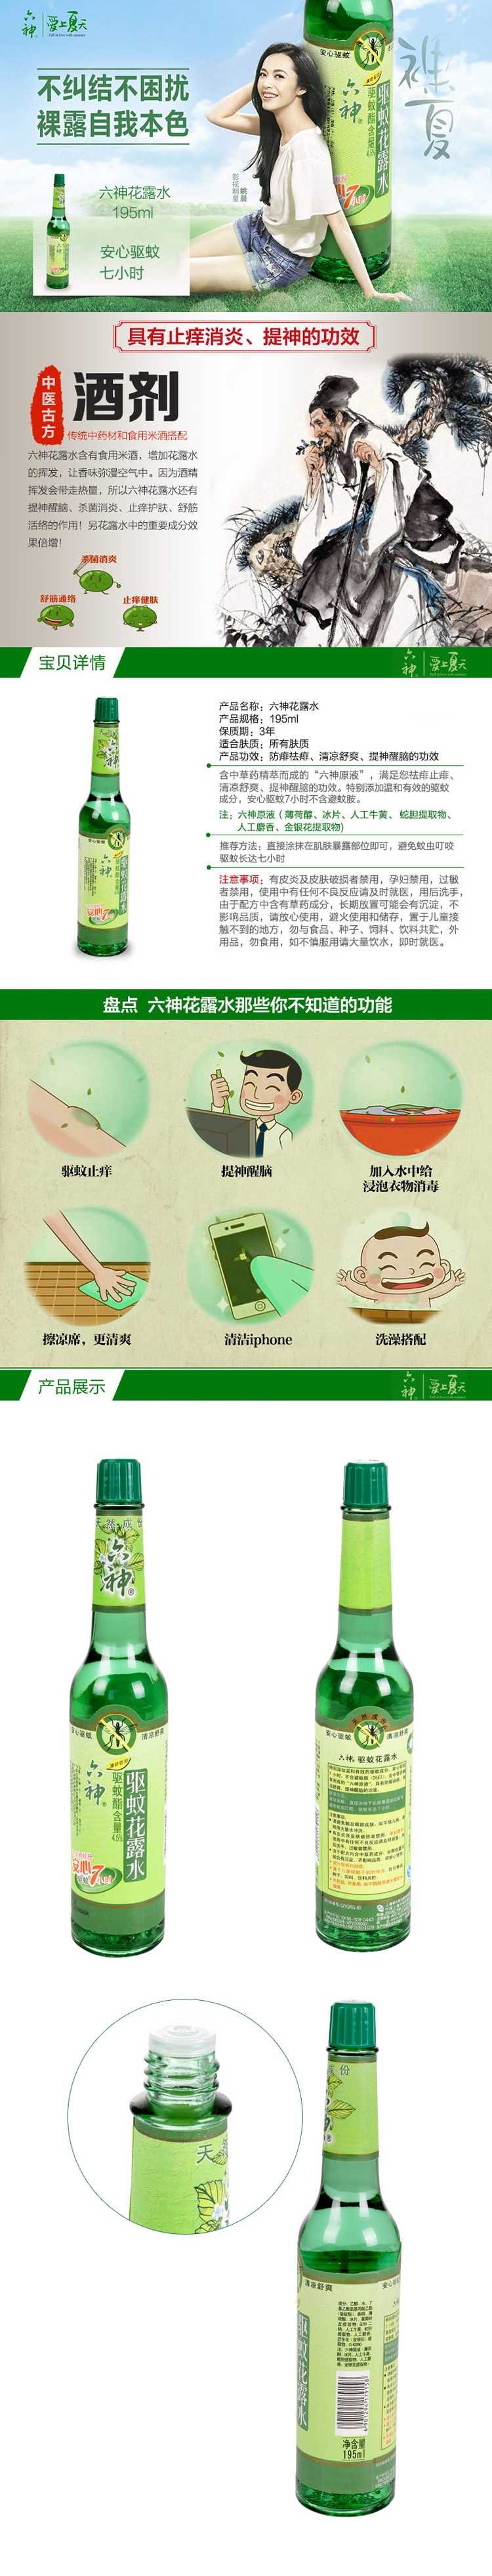 六神 爱上夏天
裸夏
不纠结不困扰
裸露自我本色
六神花露水
195ml
安心驱蚊
七小时
影视明星 姚晨
安心驱蚊
六神
驱蚊花露水
驱蚊酯含量4.5%
具有止痒消炎、提神的功效
中医古方
酒剂
传统中药材和食用米酒搭配
六神花露水含有食用米酒，增加花露水
的挥发，让香味弥漫空气中。因为酒精
挥发会带走热量，所以六神花露水还有
提神醒脑、杀菌消炎、止痒护肤、舒筋
活络的作用！另花露水中的重要成分效
果倍增！
杀菌消炎
舒筋通络
止痒健肤
宝贝详情
六神 爱上夏天
产品名称：六神花露水
产品规格：195ml
保质期：3年
适合肤质：所有肤质
产品功效：防痱祛痱、清凉舒爽、提神醒脑的功效
含中草药精萃而成的“六神原液”，满足您祛痱止痱、
清凉舒爽、提神醒脑的功效。特别添加温和有效的驱蚊
成分，安心驱蚊7小时不含避蚊胺。
注：六神原液（薄荷醇、冰片、人工牛黄、蛇胆提取物、
人工麝香、金银花提取物)
推荐方法：直接涂抹在肌肤暴露部位即可，避免蚊虫叮咬
驱蚊长达七小时
注意事项：有皮炎及皮肤破损者禁用，孕妇禁用，过敏
者禁用，使用中有任何不良反应请及时就医，用后洗手，
由于配方中含有草药成分，长期放置可能会有沉淀，不
影响品质，请放心使用，避火使用和储存，置于儿童接
触不到的地方，勿与食品、种子、饲料、饮料共贮，外
用品，勿食用，如不慎服用请大量饮水，即时就医。
盘点 六神花露水那些你不知道的功能
驱蚊止痒
提神醒脑
加入水中给
浸泡衣物消毒
擦凉席，更清爽
清洁iphone
洗澡搭配
产品展示
六神 爱上夏天
天然成份
六神®
安心驱蚊 清凉舒爽
六神®
驱蚊花露水
驱蚊酯含量4.5%
安心7小时
安心驱蚊 清凉舒爽
六神 驱蚊花露水
天
成份
清凉舒爽
安心驱
驱蚊花露水
净含量
195ml